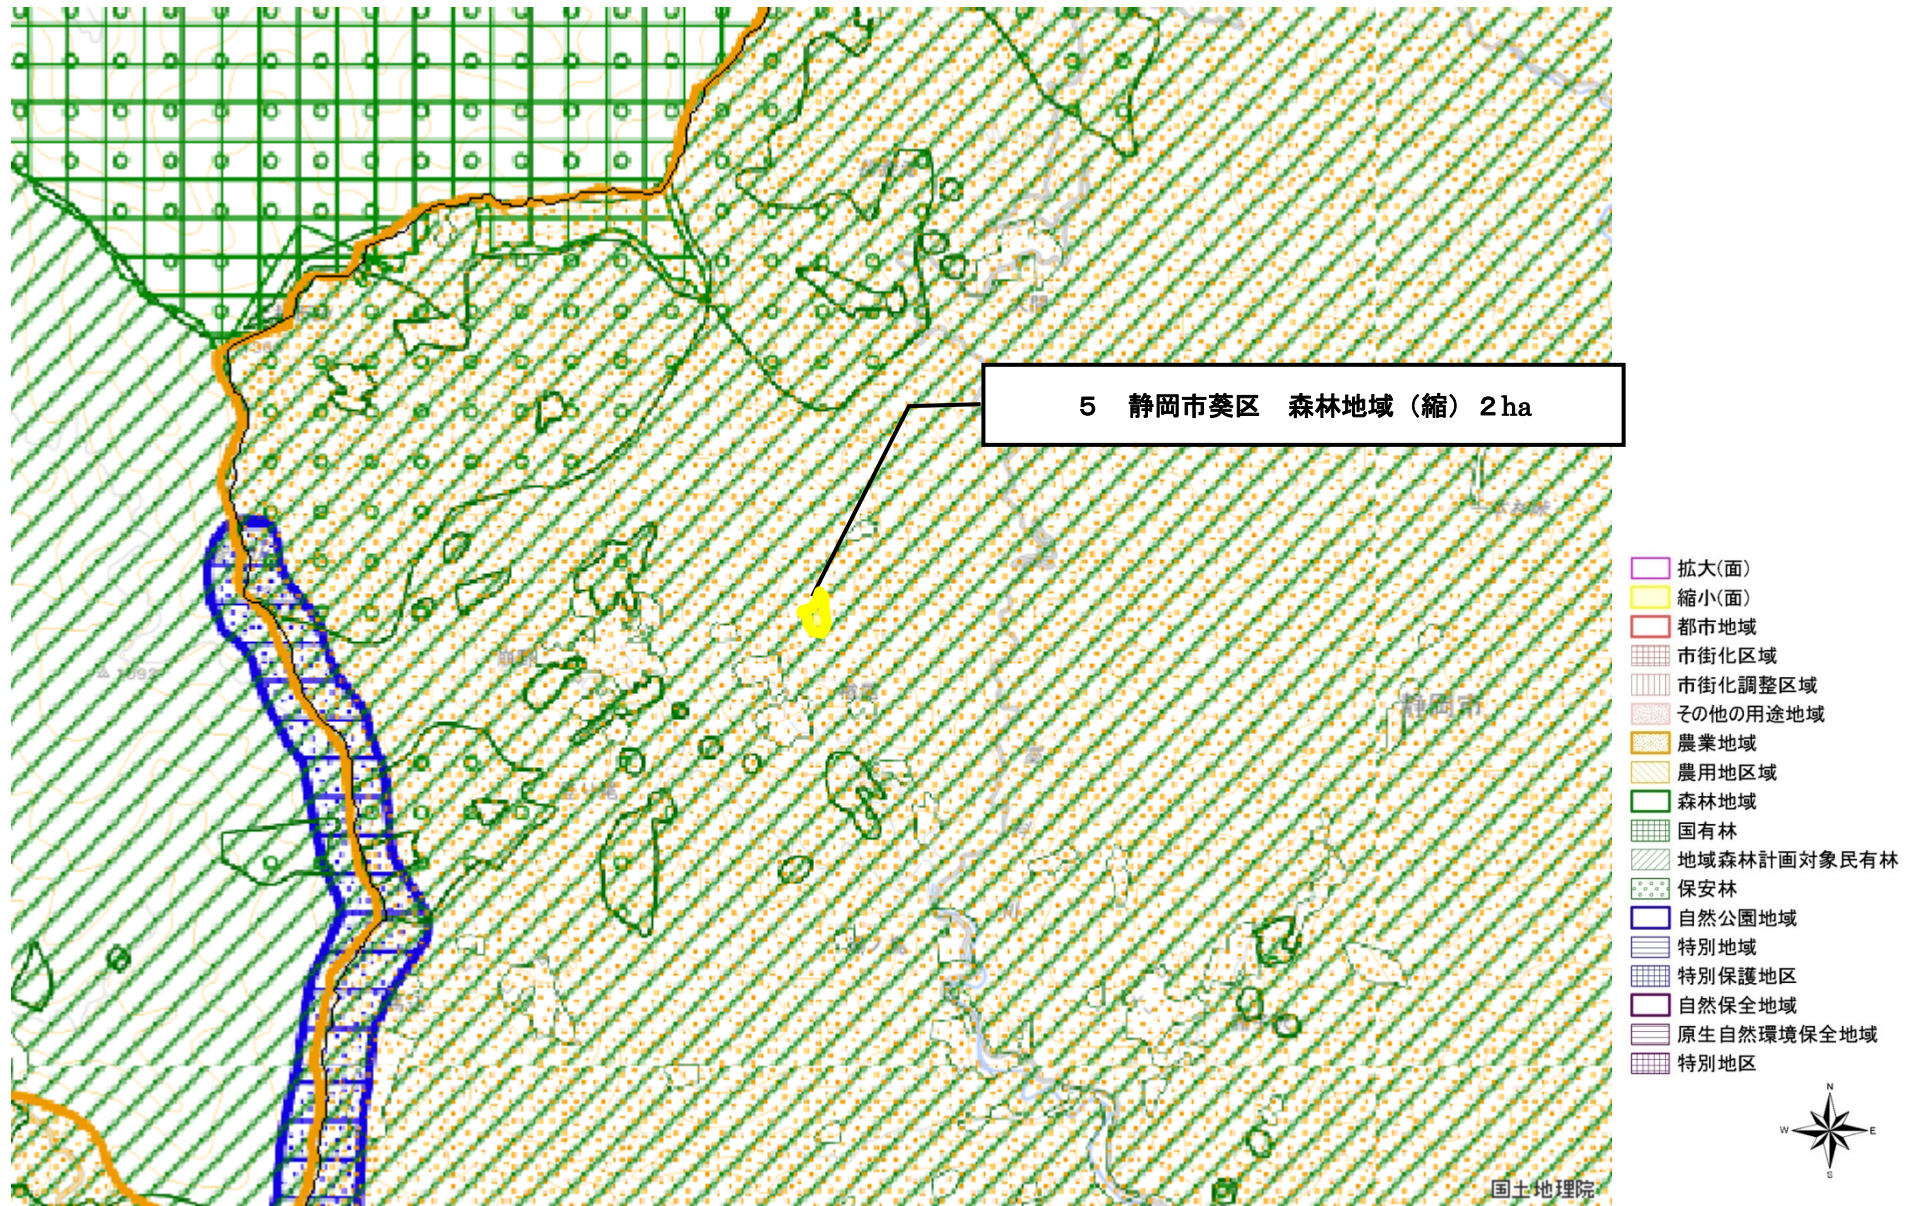 5 静岡市葵区 森林地域（縮）2ha
静岡市
拡大(面)
縮小(面)
都市地域
市街化区域
市街化調整区域
その他の用途地域
農業地域
農用地区域
森林地域
国有林
地域森林計画対象民有林
保安林
自然公園地域
特別地域
特別保護地区
自然保全地域
原生自然環境保全地域
特別地区
N
W
E
S
国土地理院